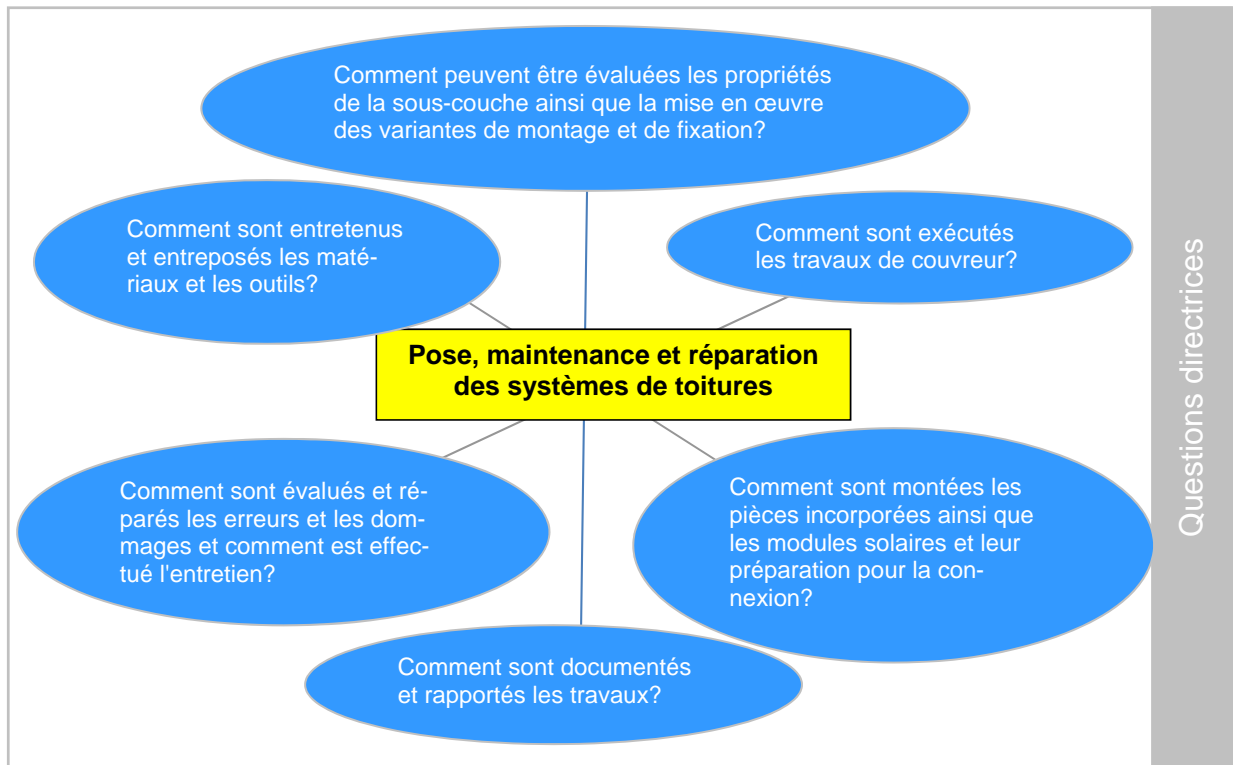 Comment peuvent être évaluées les propriétés
de la sous-couche ainsi que la mise en œuvre
des variantes de montage et de fixation?
Comment sont entretenus
et entreposés les maté-
riaux et les outils?
Comment sont exécutés
les travaux de couvreur?
Pose, maintenance et réparation
des systèmes de toitures
Comment sont évalués et ré-
parés les erreurs et les dom-
mages et comment est effec-
tué l'entretien?
Comment sont montées les
pièces incorporées ainsi que
les modules solaires et leur
préparation pour la con-
nexion?
Comment sont documentés
et rapportés les travaux?
Questions directrices